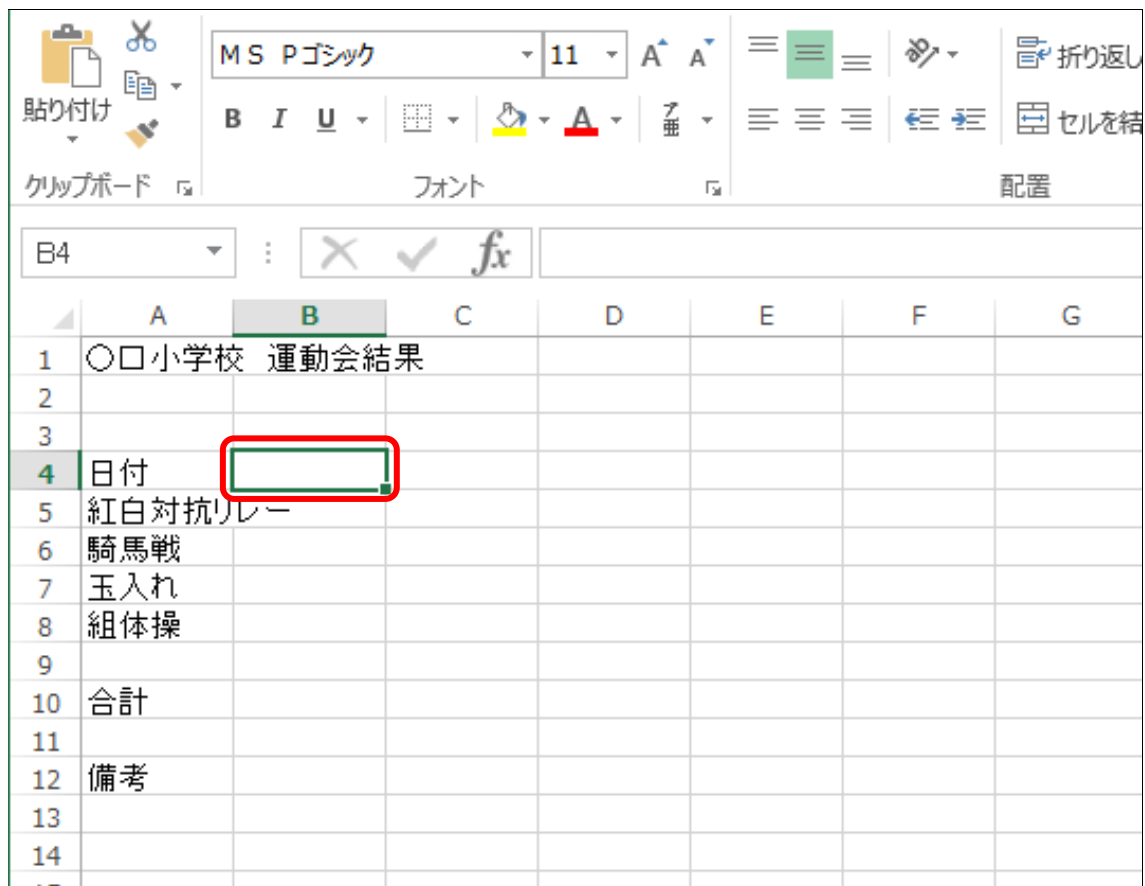 ＭＳ Ｐゴシック 11 A A 折り返し
貼り付け B I U A ア亜 セルを結
クリップボード フォント 配置
B4 fx
A B C D E F G
1 〇口小学校　運動会結果
2
3
4 日付
5 紅白対抗リレー
6 騎馬戦
7 玉入れ
8 組体操
9
10 合計
11
12 備考
13
14